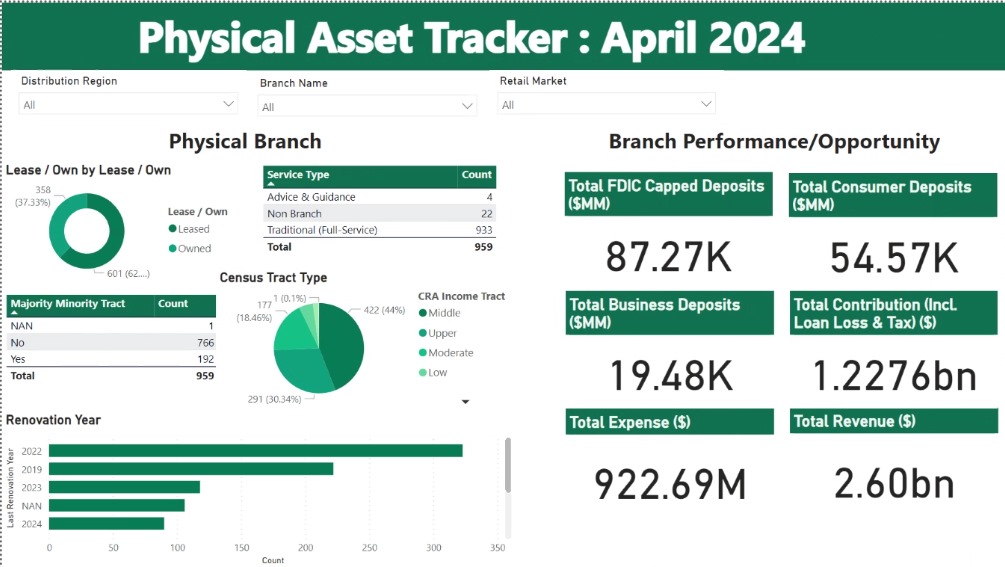 Physical Asset Tracker : April 2024
Distribution Region
All
Branch Name
All
Retail Market
All
Physical Branch
Lease / Own by Lease / Own
358
(37.33%)
601 (62....)
Lease / Own
Leased
Owned
Service Type Count
Advice & Guidance 4
Non Branch 22
Traditional (Full-Service) 933
Total 959
Majority Minority Tract Count
NAN 1
No 766
Yes 192
Total 959
Census Tract Type
1 (0.1%)
177
(18.46%)
422 (44%)
291 (30.34%)
CRA Income Tract
Middle
Upper
Moderate
Low
Renovation Year
Last Renovation Year
2022
2019
2023
NAN
2024
0 50 100 150 200 250 300 350
Count
Branch Performance/Opportunity
Total FDIC Capped Deposits
($MM)
87.27K
Total Consumer Deposits
($MM)
54.57K
Total Business Deposits
($MM)
19.48K
Total Contribution (Incl.
Loan Loss & Tax) ($)
1.2276bn
Total Expense ($)
922.69M
Total Revenue ($)
2.60bn